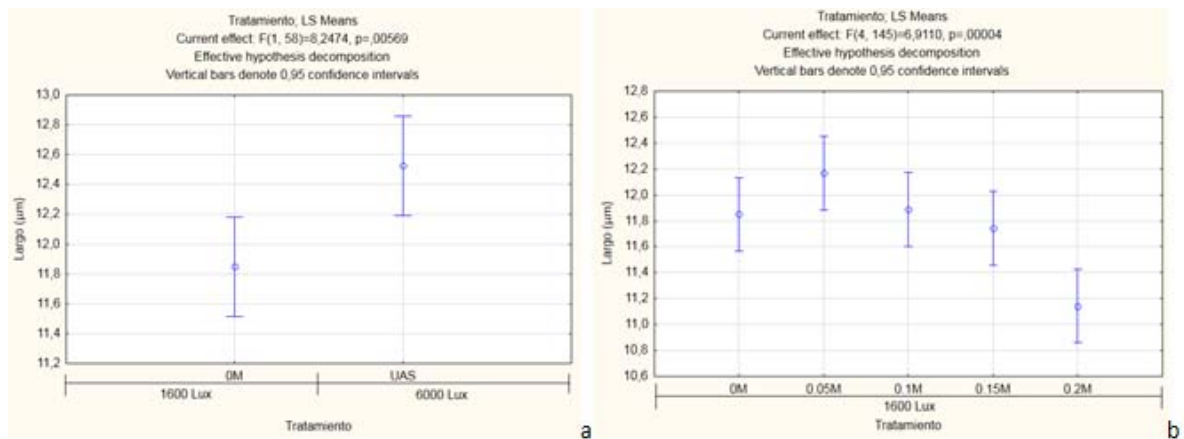 Tratamiento; LS Means
Current effect: F(1, 58)=8,2474, p=,00569
Effective hypothesis decomposition
Vertical bars denote 0,95 confidence intervals
13,0
12,8
12,6
12,4
12,2
12,0
11,8
11,6
11,4
11,2
Largo (µm)
0M UAS
1600 Lux 6000 Lux
Tratamiento
a
Tratamiento; LS Means
Current effect: F(4, 145)=6,9110, p=,00004
Effective hypothesis decomposition
Vertical bars denote 0,95 confidence intervals
12,8
12,6
12,4
12,2
12,0
11,8
11,6
11,4
11,2
11,0
10,8
10,6
Largo (µm)
0M 0.05M 0.1M 0.15M 0.2M
1600 Lux
Tratamiento
b